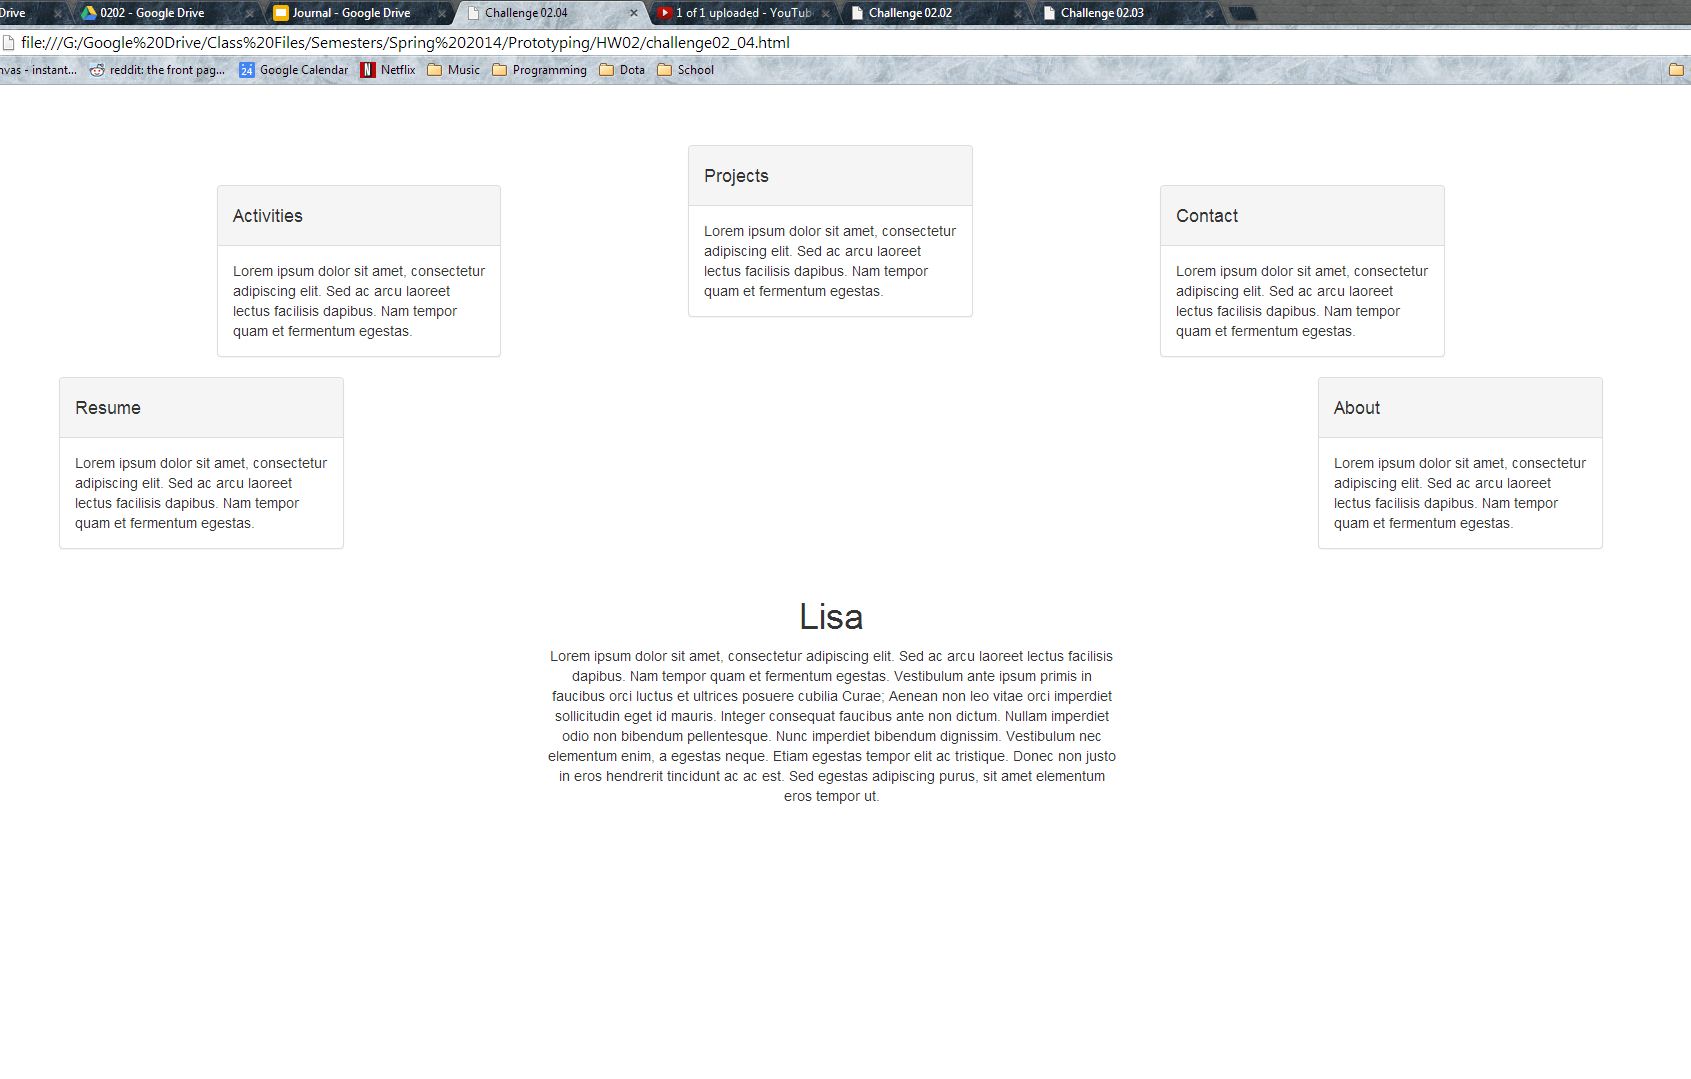 Drive
0202 - Google Drive
Journal - Google Drive
Challenge 02.04
1 of 1 uploaded - YouTub
Challenge 02.02
Challenge 02.03
file:///G:/Google%20Drive/Class%20Files/Semesters/Spring%202014/Prototyping/HW02/challenge02_04.html
nvas - instant...
reddit: the front pag...
24
Google Calendar
N
Netflix
Music
Programming
Dota
School
Projects
Lorem ipsum dolor sit amet, consectetur
adipiscing elit. Sed ac arcu laoreet
lectus facilisis dapibus. Nam tempor
quam et fermentum egestas.
Activities
Lorem ipsum dolor sit amet, consectetur
adipiscing elit. Sed ac arcu laoreet
lectus facilisis dapibus. Nam tempor
quam et fermentum egestas.
Contact
Lorem ipsum dolor sit amet, consectetur
adipiscing elit. Sed ac arcu laoreet
lectus facilisis dapibus. Nam tempor
quam et fermentum egestas.
Resume
Lorem ipsum dolor sit amet, consectetur
adipiscing elit. Sed ac arcu laoreet
lectus facilisis dapibus. Nam tempor
quam et fermentum egestas.
About
Lorem ipsum dolor sit amet, consectetur
adipiscing elit. Sed ac arcu laoreet
lectus facilisis dapibus. Nam tempor
quam et fermentum egestas.
Lisa
Lorem ipsum dolor sit amet, consectetur adipiscing elit. Sed ac arcu laoreet lectus facilisis
dapibus. Nam tempor quam et fermentum egestas. Vestibulum ante ipsum primis in
faucibus orci luctus et ultrices posuere cubilia Curae; Aenean non leo vitae orci imperdiet
sollicitudin eget id mauris. Integer consequat faucibus ante non dictum. Nullam imperdiet
odio non bibendum pellentesque. Nunc imperdiet bibendum dignissim. Vestibulum nec
elementum enim, a egestas neque. Etiam egestas tempor elit ac tristique. Donec non justo
in eros hendrerit tincidunt ac ac est. Sed egestas adipiscing purus, sit amet elementum
eros tempor ut.